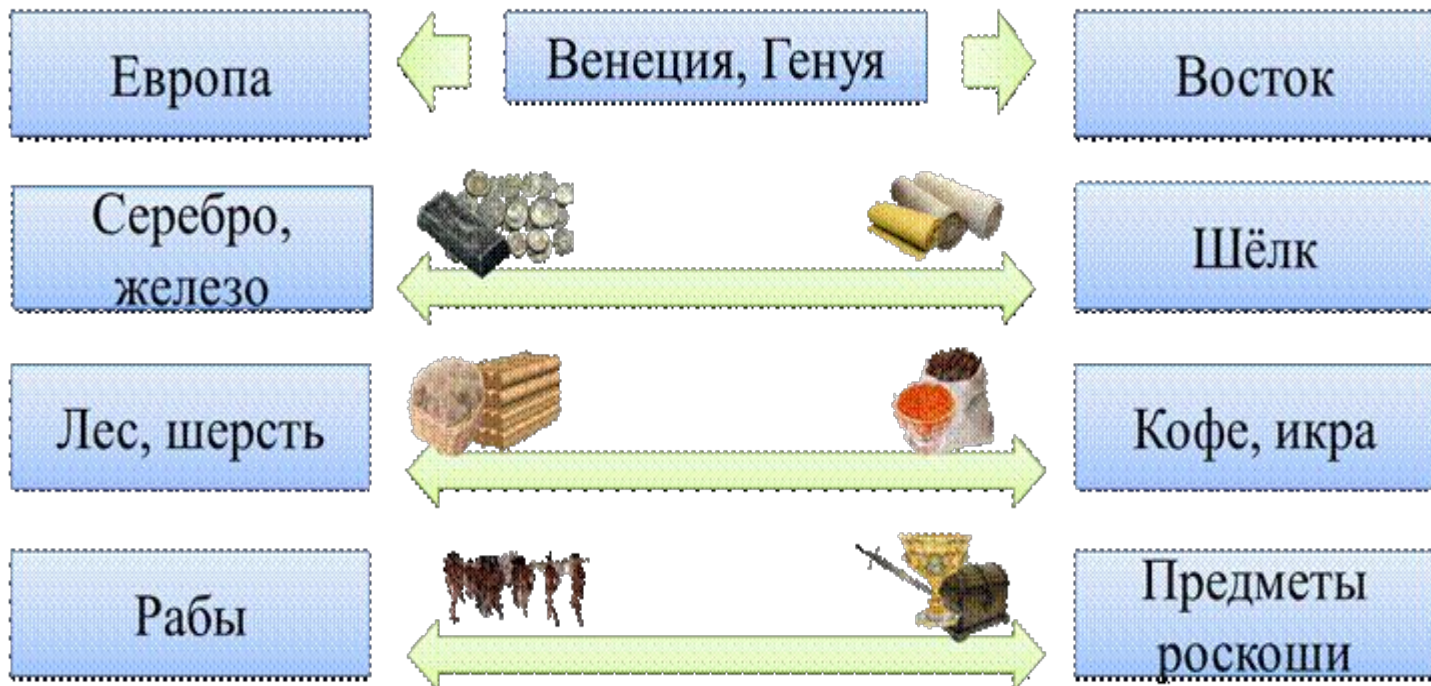 Европа
Венеция, Генуя
Восток
Серебро,
железо
Шёлк
Лес, шерсть
Кофе, икра
Рабы
Предметы
роскоши